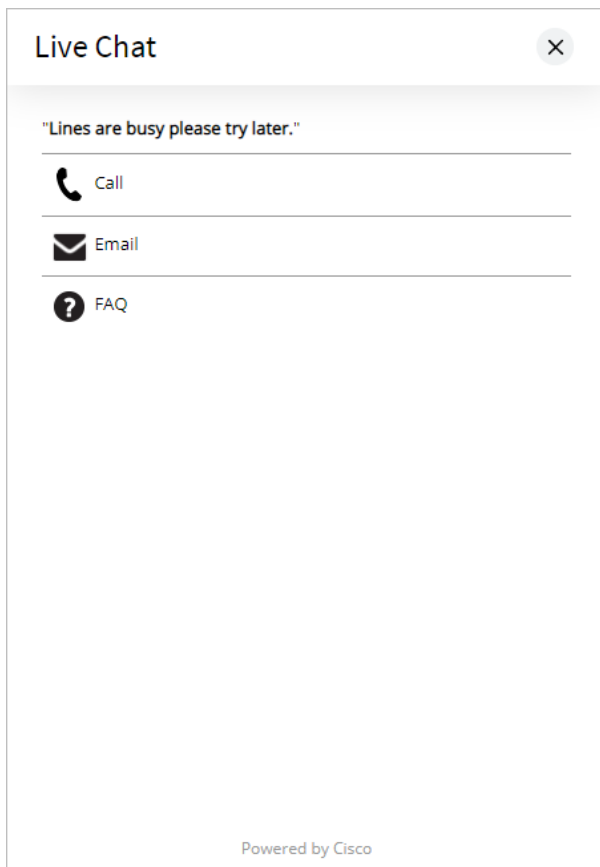 Live Chat
"Lines are busy please try later."
Call
Email
? FAQ
Powered by Cisco